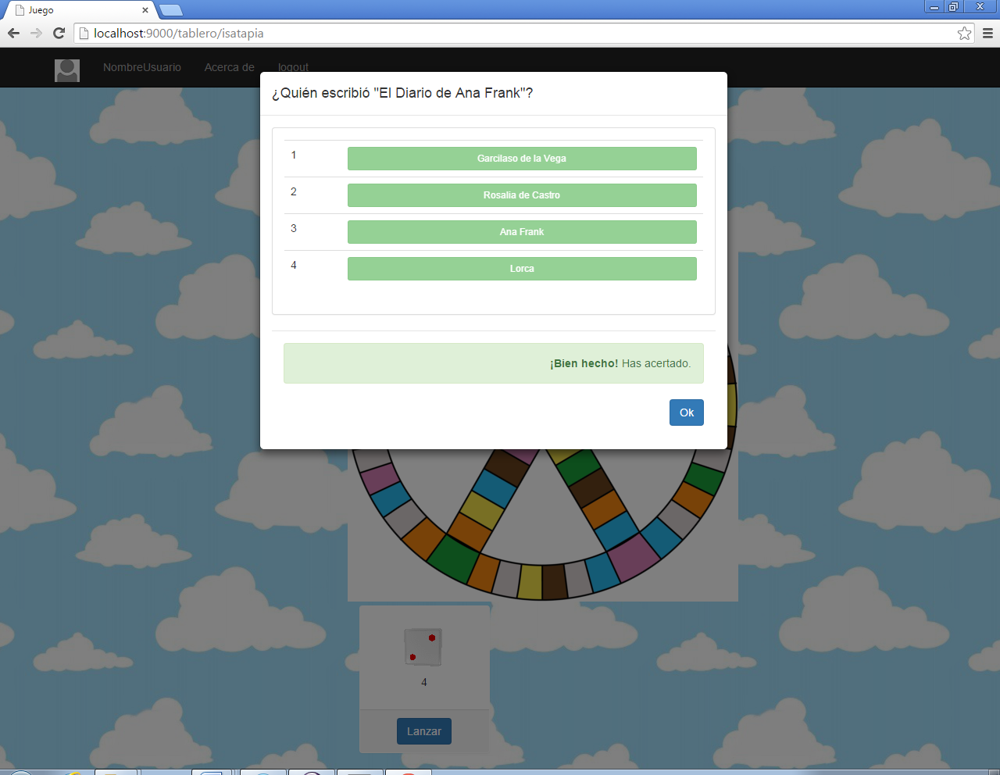 Juego
localhost:9000/tablero/isatapia
NombreUsuario Acerca de logout
¿Quién escribió "El Diario de Ana Frank"?
1 Garcilaso de la Vega
2 Rosalia de Castro
3 Ana Frank
4 Lorca
¡Bien hecho! Has acertado.
Ok
4
Lanzar